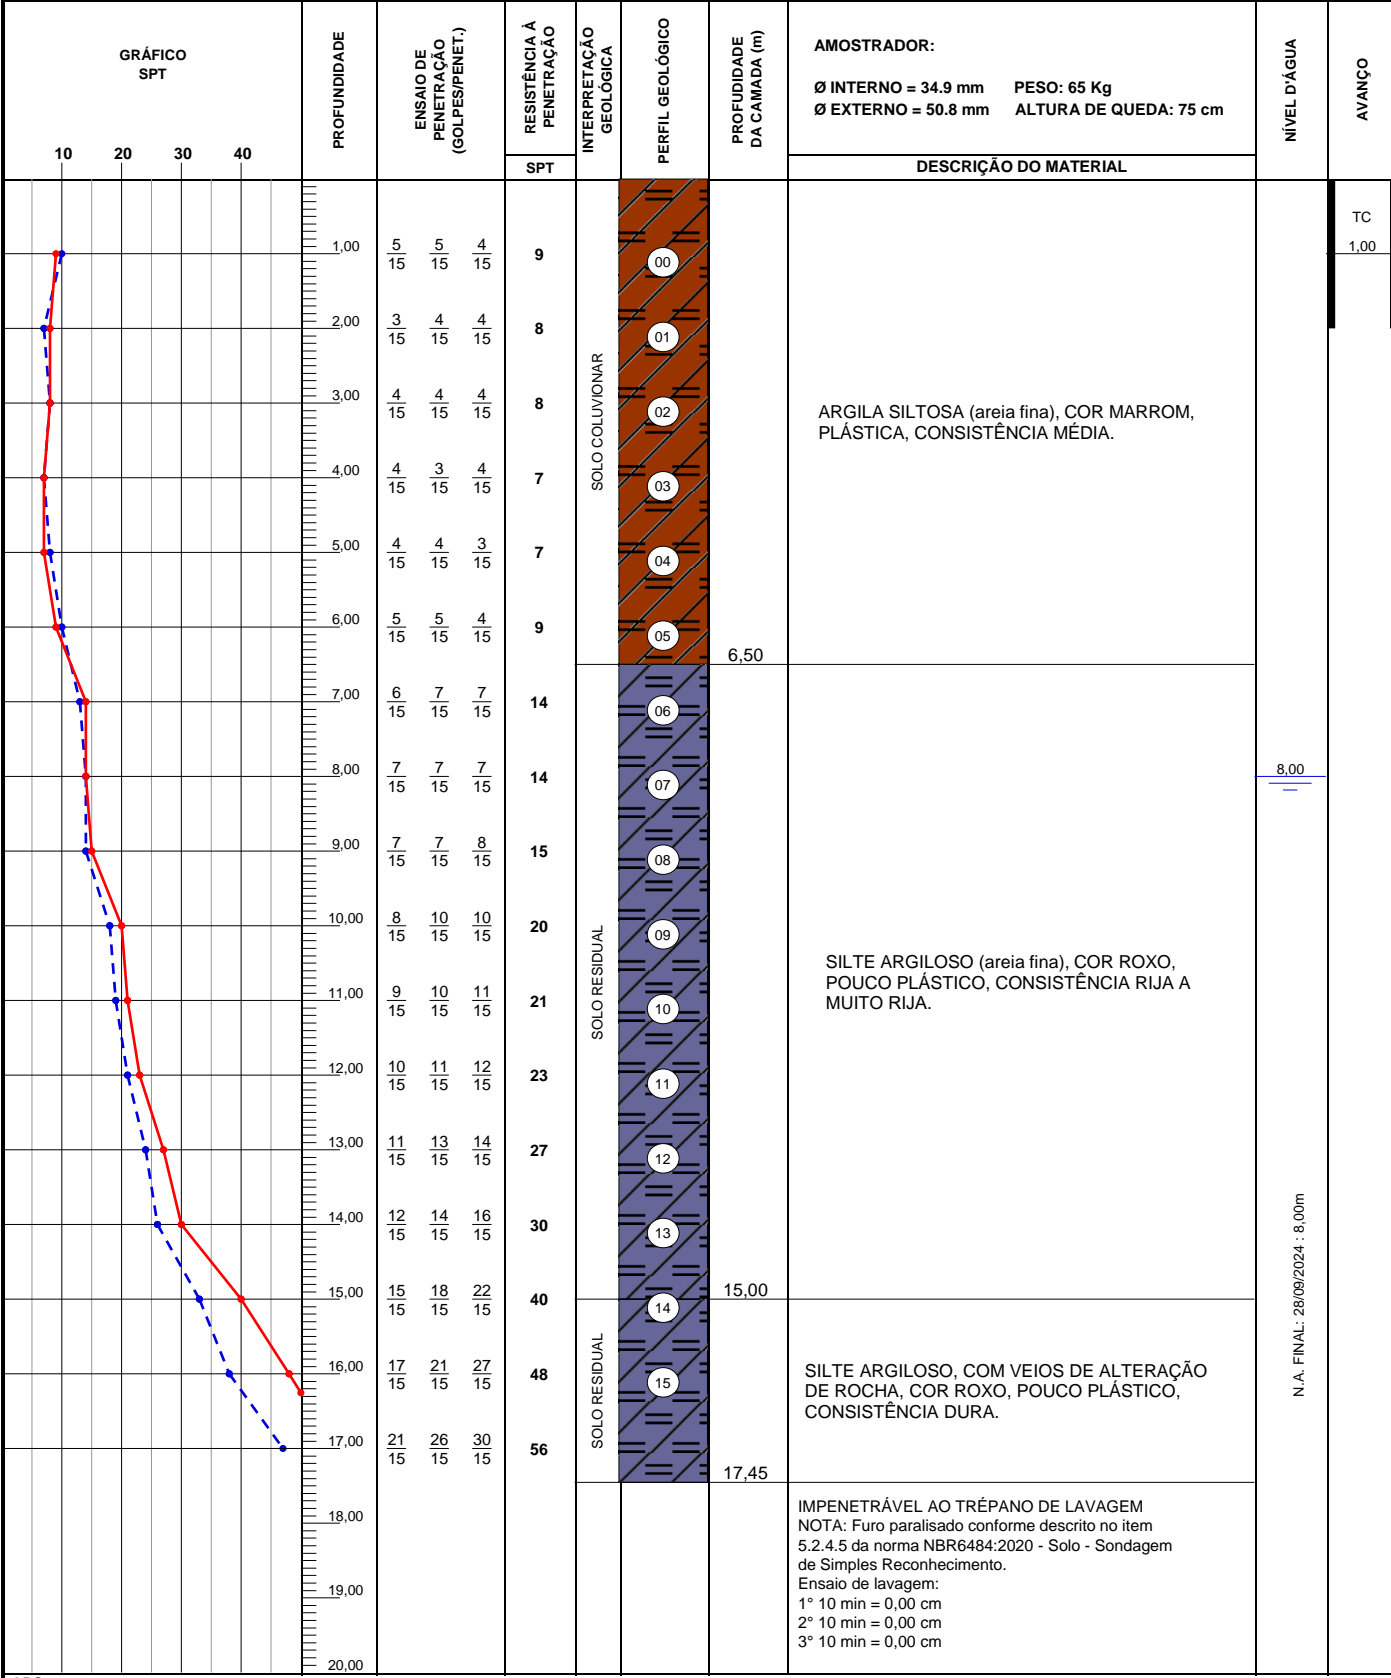 GRÁFICO
SPT
10 20 30 40
PROFUNDIDADE
ENSAIO DE
PENETRAÇÃO
(GOLPES/PENET.)
RESISTÊNCIA À
PENETRAÇÃO
SPT
INTERPRETAÇÃO
GEOLÓGICA
PERFIL GEOLÓGICO
PROFUDIDADE
DA CAMADA (m)
AMOSTRADOR:
Ø INTERNO = 34.9 mm PESO: 65 Kg
Ø EXTERNO = 50.8 mm ALTURA DE QUEDA: 75 cm
DESCRIÇÃO DO MATERIAL
NÍVEL D'ÁGUA
AVANÇO
TC
1,00
1,00 5/15 5/15 4/15 9 00
2,00 3/15 4/15 4/15 8 01
3,00 4/15 4/15 4/15 8 02
4,00 4/15 3/15 4/15 7 03
5,00 4/15 4/15 3/15 7 04
6,00 5/15 5/15 4/15 9 05
SOLO COLUVIONAR
ARGILA SILTOSA (areia fina), COR MARROM,
PLÁSTICA, CONSISTÊNCIA MÉDIA.
6,50
7,00 6/15 7/15 7/15 14 06
8,00 7/15 7/15 7/15 14 07
8,00
9,00 7/15 7/15 8/15 15 08
10,00 8/15 10/15 10/15 20 09
11,00 9/15 10/15 11/15 21 10
12,00 10/15 11/15 12/15 23 11
13,00 11/15 13/15 14/15 27 12
14,00 12/15 14/15 16/15 30 13
SOLO RESIDUAL
SILTE ARGILOSO (areia fina), COR ROXO,
POUCO PLÁSTICO, CONSISTÊNCIA RIJA A
MUITO RIJA.
15,00 15/15 18/15 22/15 40 14
15,00
16,00 17/15 21/15 27/15 48 15
17,00 21/15 26/15 30/15 56
SOLO RESIDUAL
SILTE ARGILOSO, COM VEIOS DE ALTERAÇÃO
DE ROCHA, COR ROXO, POUCO PLÁSTICO,
CONSISTÊNCIA DURA.
N.A. FINAL: 28/09/2024 : 8,00m
17,45
18,00
19,00
20,00
IMPENETRÁVEL AO TRÉPANO DE LAVAGEM
NOTA: Furo paralisado conforme descrito no item
5.2.4.5 da norma NBR6484:2020 - Solo - Sondagem
de Simples Reconhecimento.
Ensaio de lavagem:
1° 10 min = 0,00 cm
2° 10 min = 0,00 cm
3° 10 min = 0,00 cm